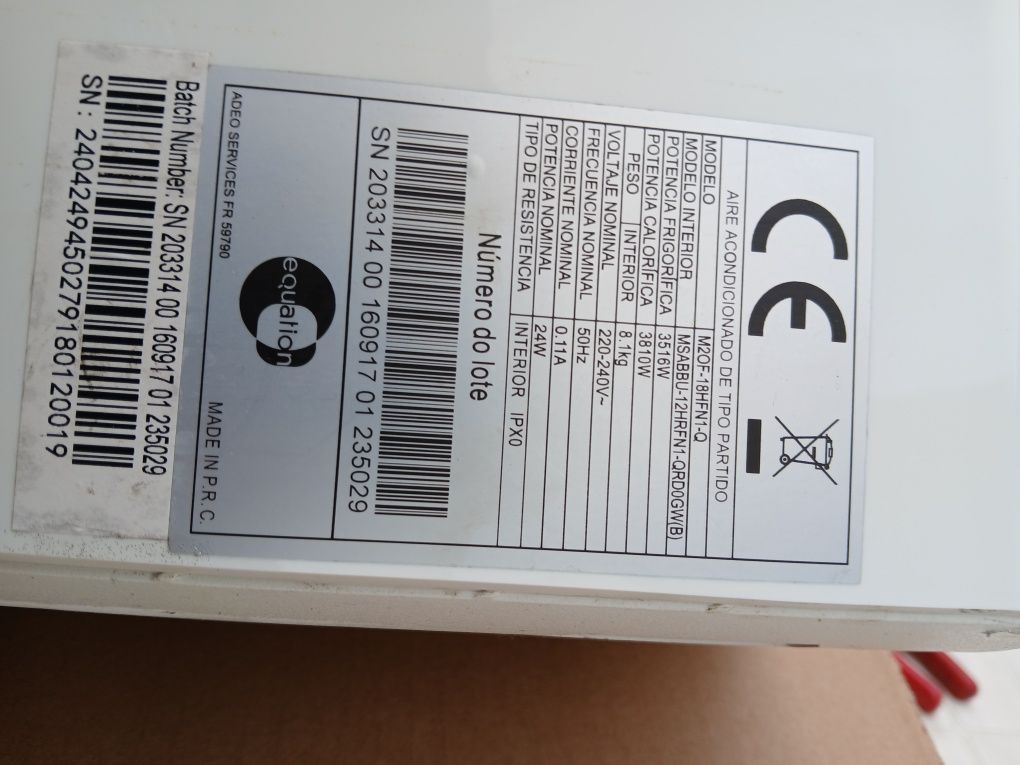 CE
AIRE ACONDICIONADO DE TIPO PARTIDO
MODELO M2OF-18HFN1-Q
MODELO INTERIOR MSABBU-12HRFN1-QRD0GW(B)
POTENCIA FRIGORÍFICA 3516W
POTENCIA CALORÍFICA 3810W
PESO INTERIOR 8.1kg
VOLTAJE NOMINAL 220-240V~
FRECUENCIA NOMINAL 50Hz
CORRIENTE NOMINAL 0.11A
POTENCIA NOMINAL 24W
TIPO DE RESISTENCIA INTERIOR IPX0
Número do lote
SN 203314 00 160917 01 235029
equation
ADEO SERVICES FR 59790
MADE IN P.R.C.
Batch Number: SN 203314 00 160917 01 235029
SN: 240424945027918012​0019